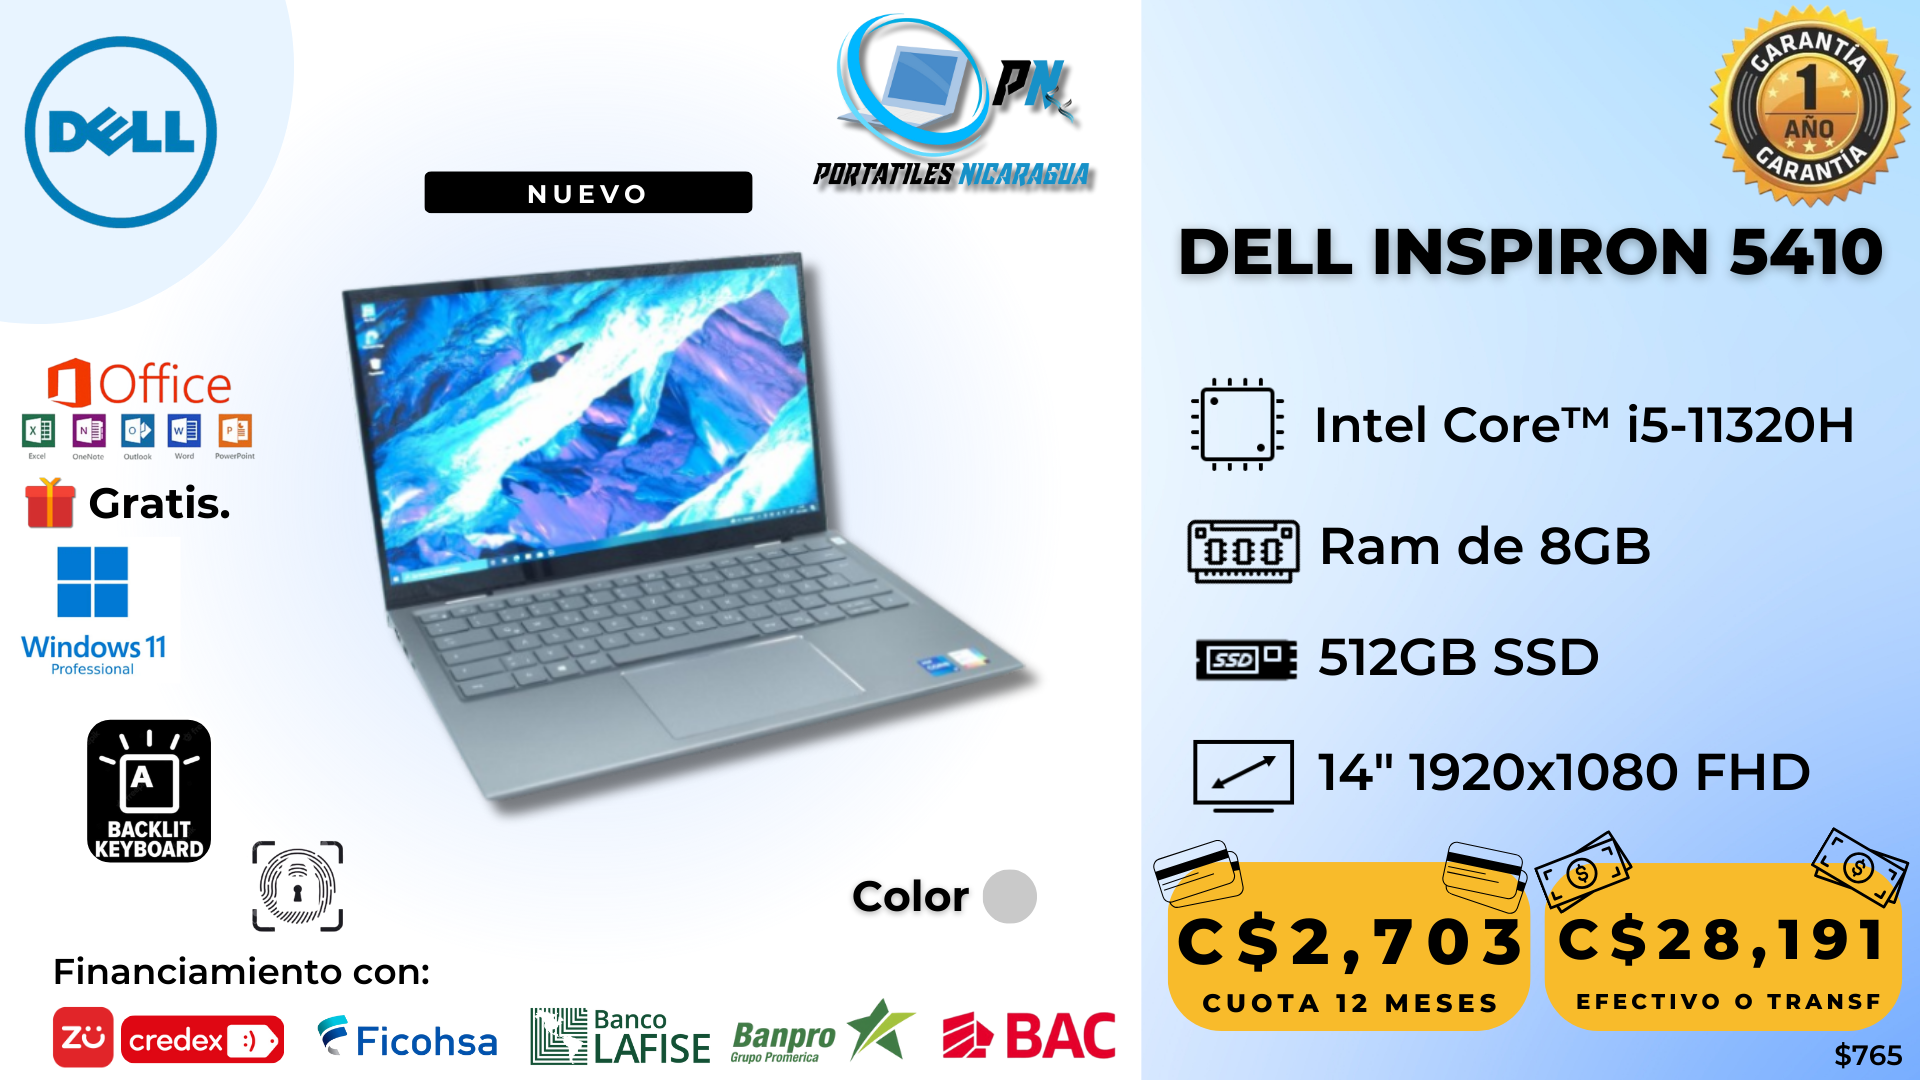 DELL
NUEVO
PN
PORTATILES NICARAGUA
GARANTÍA
1
AÑO
GARANTÍA
DELL INSPIRON 5410
Office
Excel
OneNote
Outlook
Word
PowerPoint
Gratis.
Windows 11
Professional
A
BACKLIT
KEYBOARD
Intel Core™ i5-11320H
Ram de 8GB
SSD
512GB SSD
14" 1920x1080 FHD
Color
C$2,703
CUOTA 12 MESES
C$28,191
EFECTIVO O TRANSF
$765
Financiamiento con:
ZU
credex :)
Ficohsa
Banco
LAFISE
Banpro
Grupo Promerica
BAC